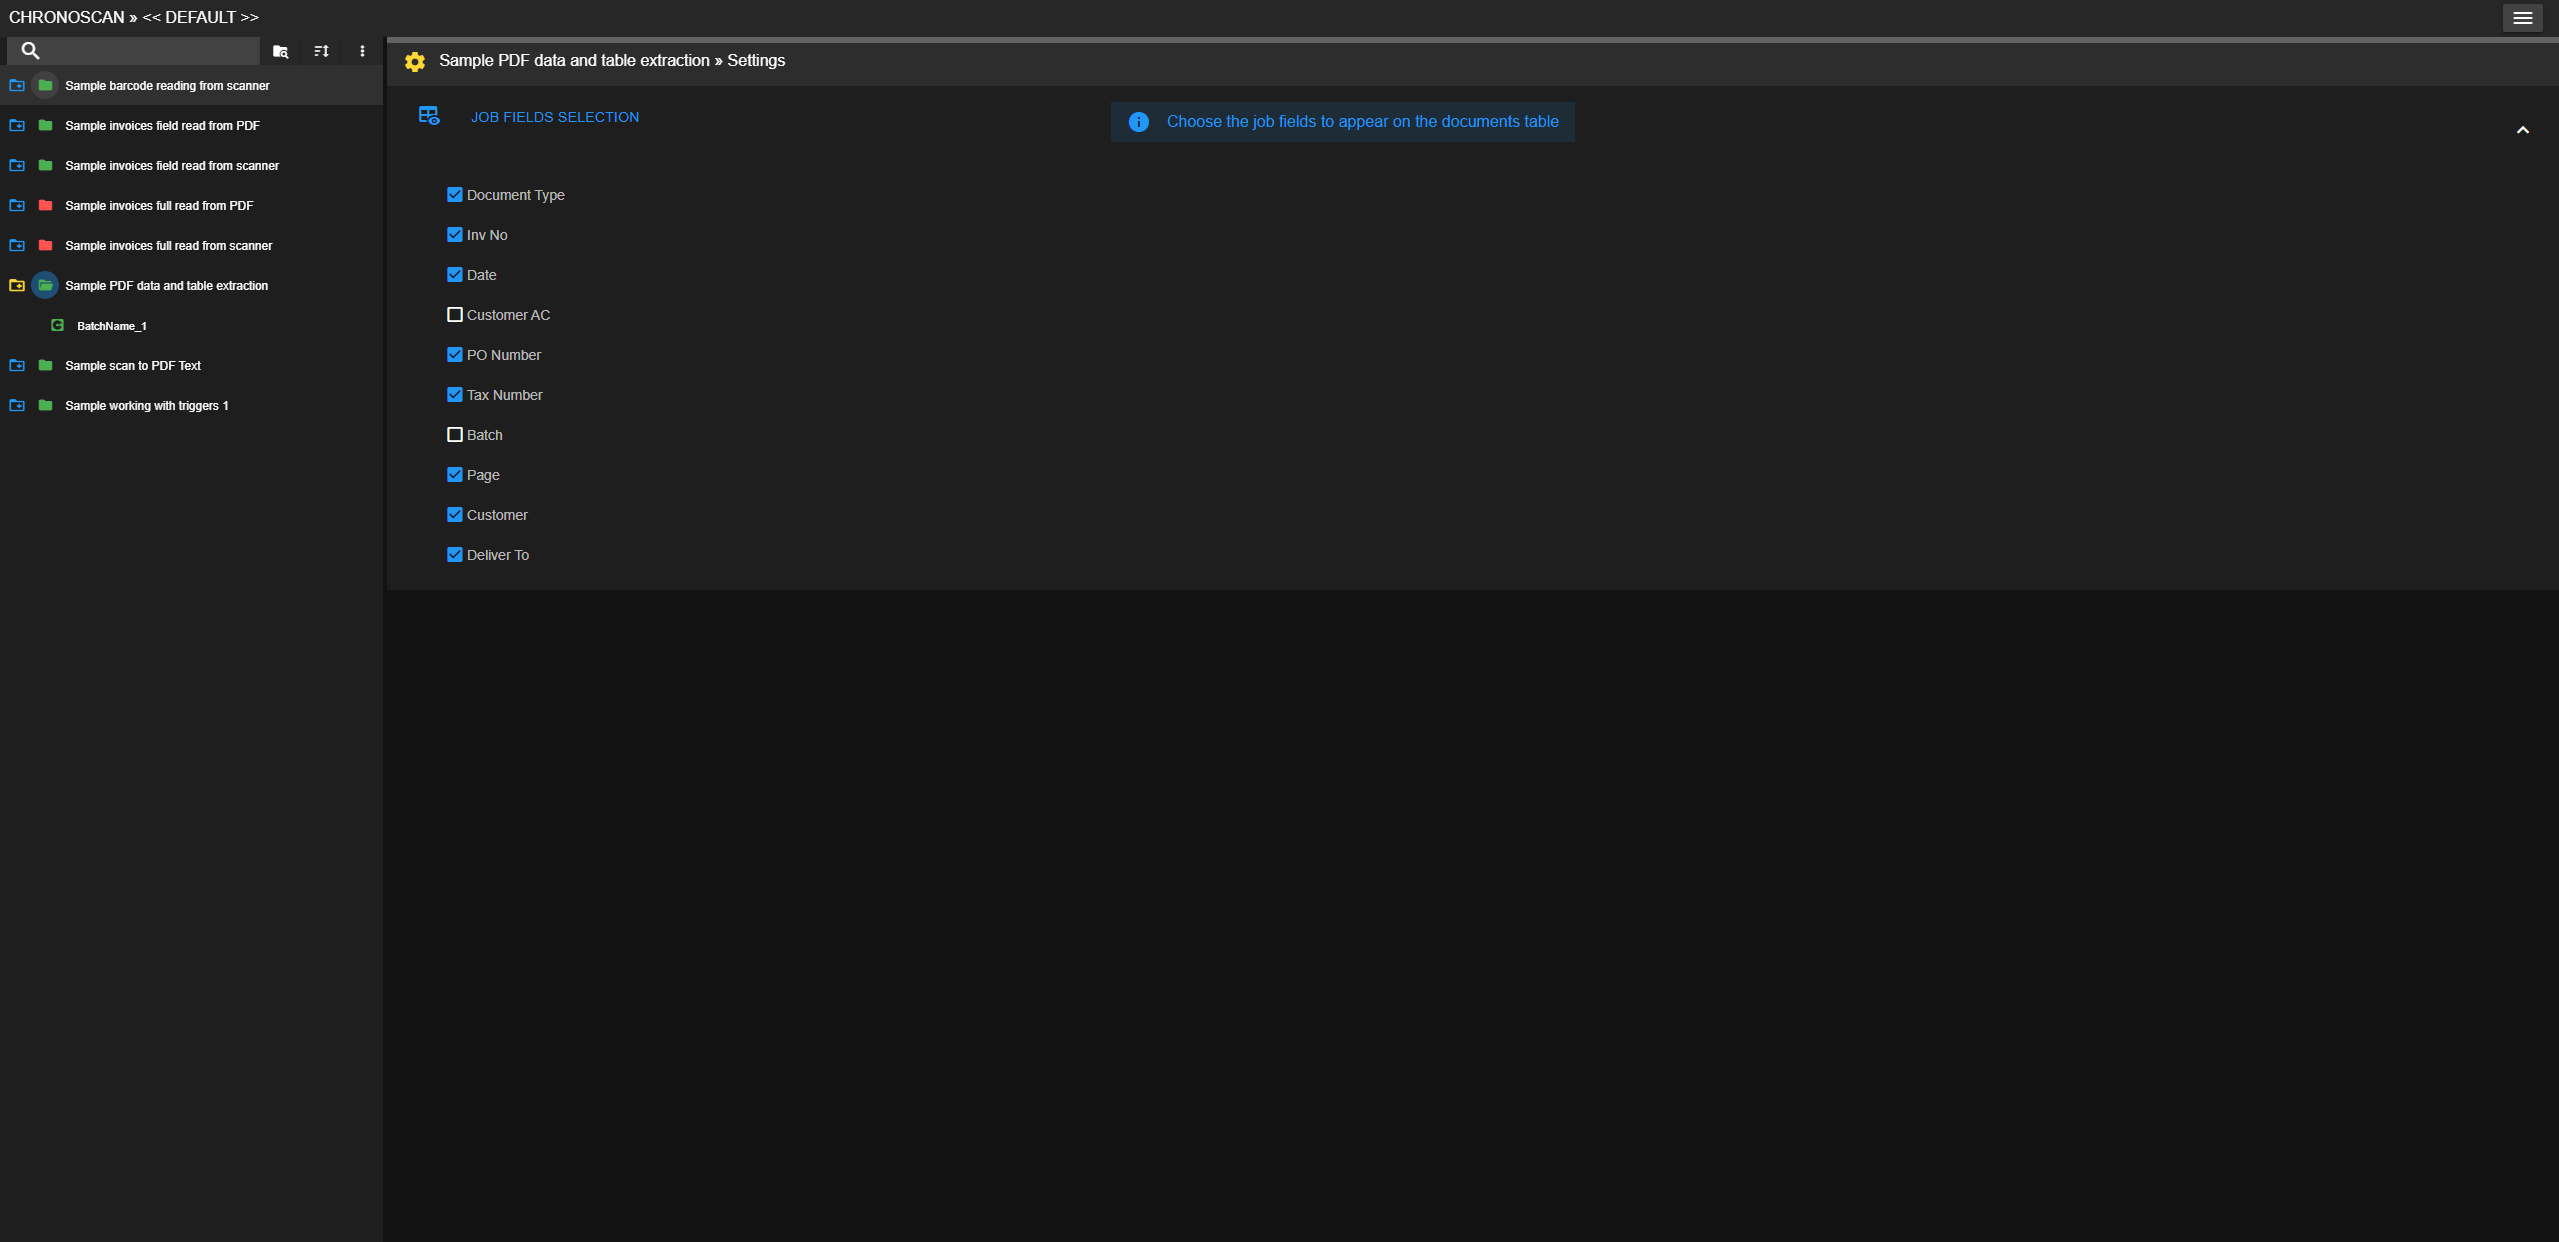 CHRONOSCAN » << DEFAULT >>
Sample barcode reading from scanner
Sample invoices field read from PDF
Sample invoices field read from scanner
Sample invoices full read from PDF
Sample invoices full read from scanner
Sample PDF data and table extraction
BatchName_1
Sample scan to PDF Text
Sample working with triggers 1
Sample PDF data and table extraction » Settings
JOB FIELDS SELECTION
Choose the job fields to appear on the documents table
Document Type
Inv No
Date
Customer AC
PO Number
Tax Number
Batch
Page
Customer
Deliver To